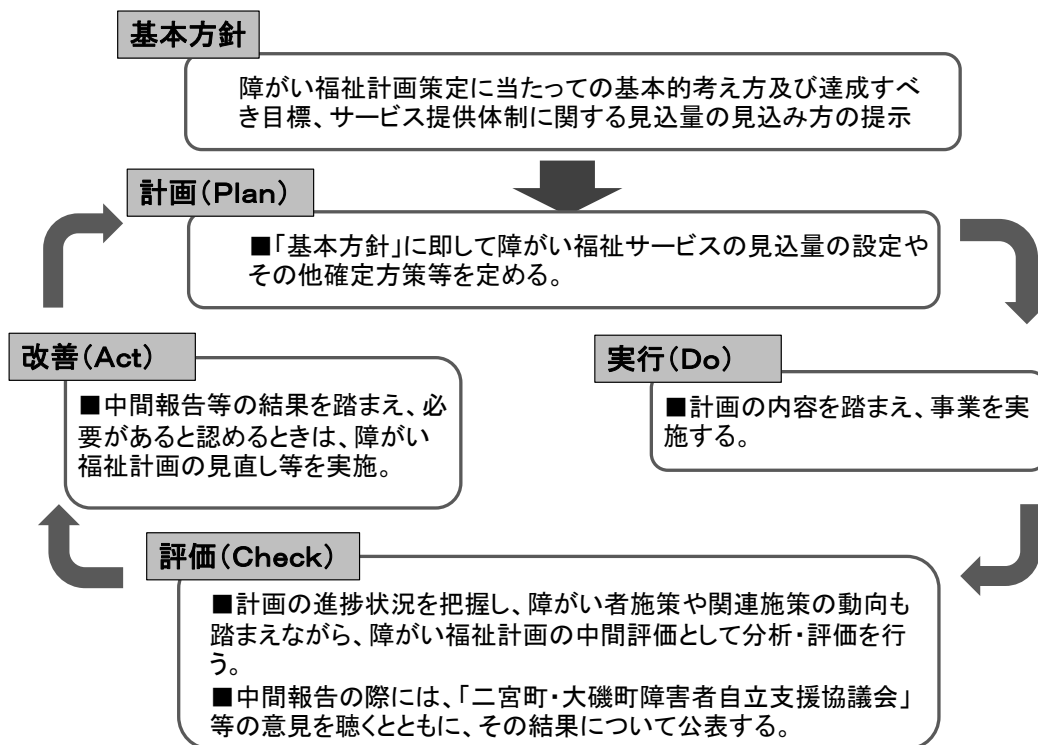 基本方針
障がい福祉計画策定に当たっての基本的考え方及び達成すべ
き目標、サービス提供体制に関する見込量の見込み方の提示
計画（Plan）
■「基本方針」に即して障がい福祉サービスの見込量の設定や
その他確定方策等を定める。
改善（Act）
■中間報告等の結果を踏まえ、必
要があると認めるときは、障がい
福祉計画の見直し等を実施。
実行（Do）
■計画の内容を踏まえ、事業を実
施する。
評価（Check）
■計画の進捗状況を把握し、障がい者施策や関連施策の動向も
踏まえながら、障がい福祉計画の中間評価として分析・評価を行
う。
■中間報告の際には、「二宮町・大磯町障害者自立支援協議会」
等の意見を聴くとともに、その結果について公表する。